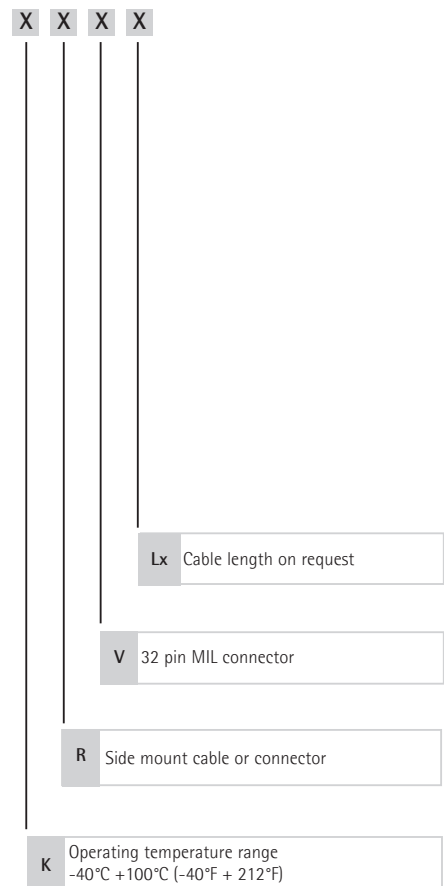 X X X X
Lx Cable length on request
V 32 pin MIL connector
R Side mount cable or connector
K Operating temperature range
-40°C +100°C (-40°F + 212°F)